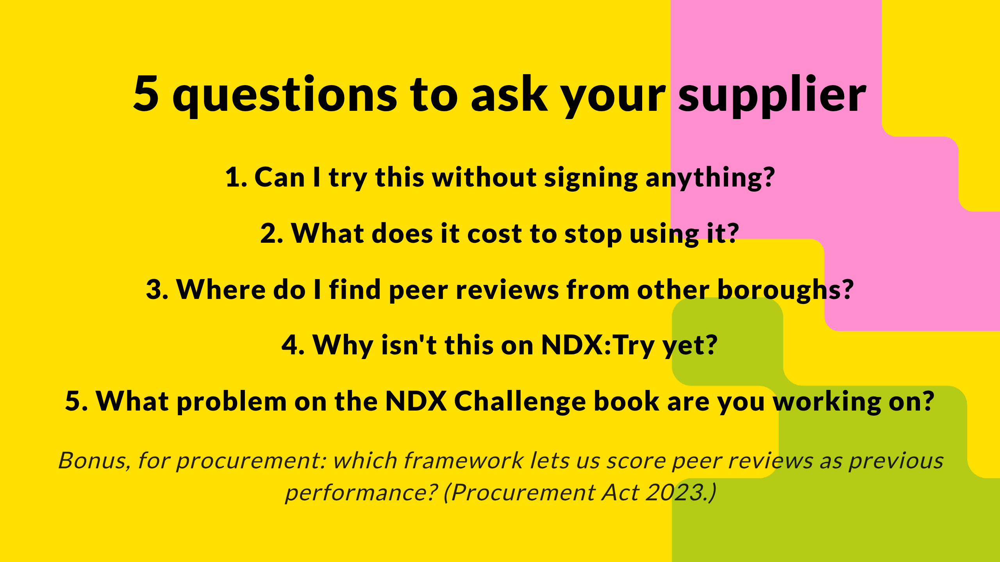 5 questions to ask your supplier
1. Can I try this without signing anything?
2. What does it cost to stop using it?
3. Where do I find peer reviews from other boroughs?
4. Why isn't this on NDX:Try yet?
5. What problem on the NDX Challenge book are you working on?
Bonus, for procurement: which framework lets us score peer reviews as previous
performance? (Procurement Act 2023.)